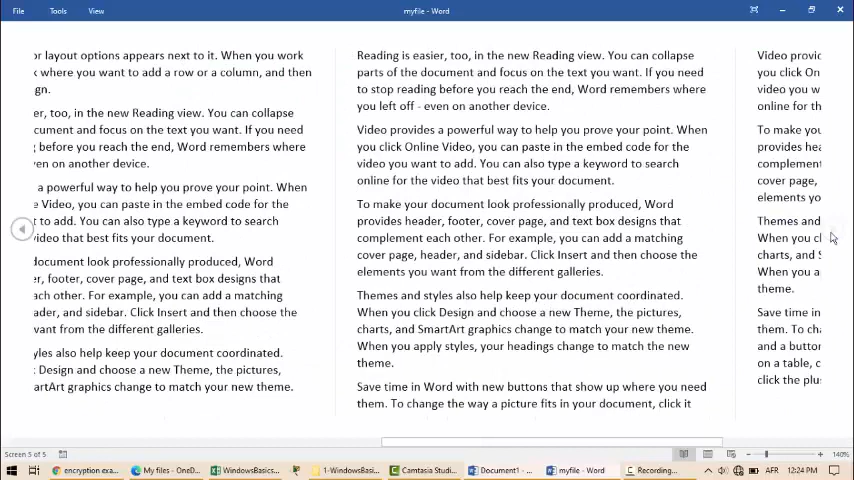 File Tools View myfile - Word
or layout options appears next to it. When you work
where you want to add a row or a column, and then
gn.
er, too, in the new Reading view. You can collapse
cument and focus on the text you want. If you need
before you reach the end, Word remembers where
ven on another device.
a powerful way to help you prove your point. When
e Video, you can paste in the embed code for the
t to add. You can also type a keyword to search
video that best fits your document.
document look professionally produced, Word
er, footer, cover page, and text box designs that
ach other. For example, you can add a matching
ader, and sidebar. Click Insert and then choose the
want from the different galleries.
yles also help keep your document coordinated.
Design and choose a new Theme, the pictures,
artArt graphics change to match your new theme.
Reading is easier, too, in the new Reading view. You can collapse
parts of the document and focus on the text you want. If you need
to stop reading before you reach the end, Word remembers where
you left off - even on another device.
Video provides a powerful way to help you prove your point. When
you click Online Video, you can paste in the embed code for the
video you want to add. You can also type a keyword to search
online for the video that best fits your document.
To make your document look professionally produced, Word
provides header, footer, cover page, and text box designs that
complement each other. For example, you can add a matching
cover page, header, and sidebar. Click Insert and then choose the
elements you want from the different galleries.
Themes and styles also help keep your document coordinated.
When you click Design and choose a new Theme, the pictures,
charts, and SmartArt graphics change to match your new theme.
When you apply styles, your headings change to match the new
theme.
Save time in Word with new buttons that show up where you need
them. To change the way a picture fits in your document, click it
Video provid
you click On
video you w
online for th
To make you
provides hea
complement
cover page,
elements yo
Themes and
When you cl
charts, and S
When you a
theme.
Save time in
them. To cha
and a button
on a table, c
click the plus
Screen 5 of 5 140%
encryption exa... My files - OneD... WindowsBasics... 1-WindowsBasi... Camtasia Studi... Document1 - ... myfile - Word Recording... AFR 12:24 PM